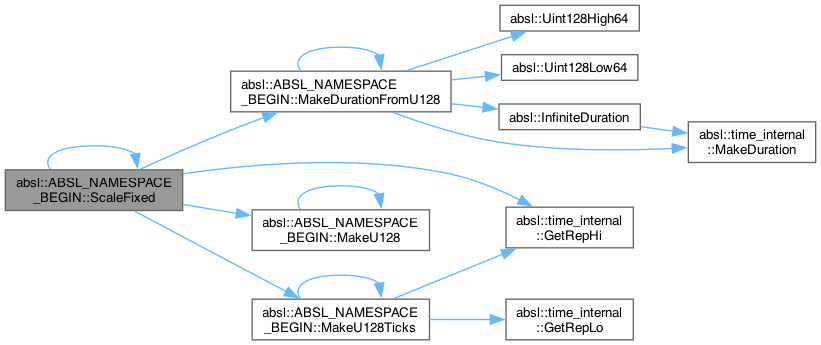 absl::ABSL_NAMESPACE
_BEGIN::ScaleFixed
absl::ABSL_NAMESPACE
_BEGIN::MakeDurationFromU128
absl::Uint128High64
absl::Uint128Low64
absl::InfiniteDuration
absl::time_internal
::MakeDuration
absl::ABSL_NAMESPACE
_BEGIN::MakeU128
absl::time_internal
::GetRepHi
absl::ABSL_NAMESPACE
_BEGIN::MakeU128Ticks
absl::time_internal
::GetRepLo